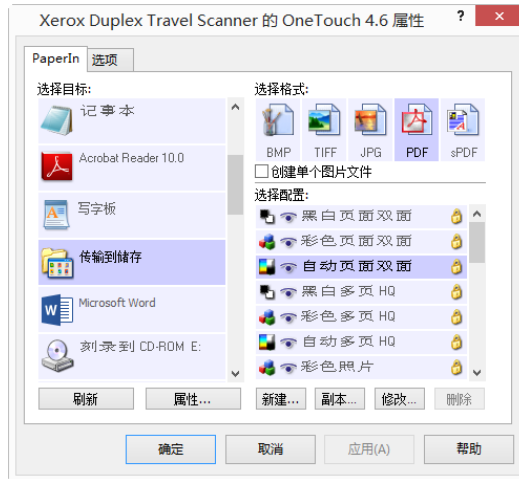 Xerox Duplex Travel Scanner 的 OneTouch 4.6 属性
?
×
PaperIn
选项
选择目标:
记事本
Acrobat Reader 10.0
写字板
传输到储存
Microsoft Word
刻录到 CD-ROM E:
刷新
属性...
选择格式:
BMP
TIFF
JPG
PDF
sPDF
创建单个图片文件
选择配置:
黑白页面双面
彩色页面双面
自动页面双面
黑白多页 HQ
彩色多页 HQ
自动多页 HQ
彩色照片
新建...
副本...
修改...
删除
确定
取消
应用(A)
帮助